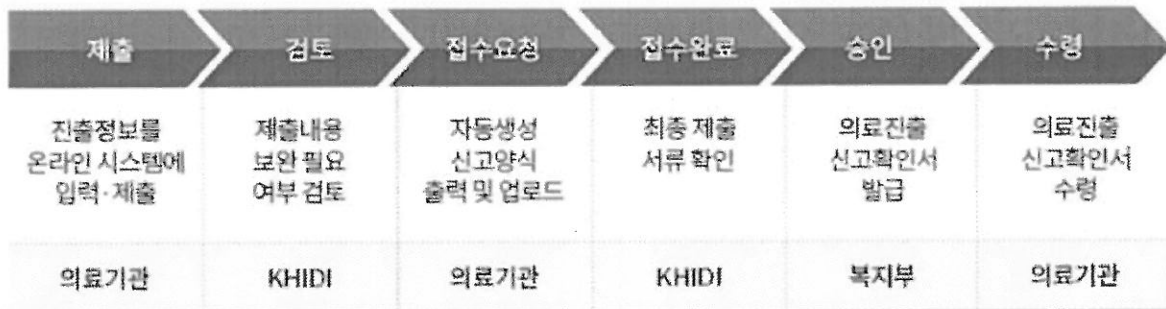 제출
검토
접수요청
접수완료
승인
수령
진출정보를
온라인 시스템에
입력·제출
제출내용
보완 필요
여부 검토
자동생성
신고양식
출력 및 업로드
최종 제출
서류 확인
의료진출
신고확인서
발급
의료진출
신고확인서
수령
의료기관
KHIDI
의료기관
KHIDI
복지부
의료기관